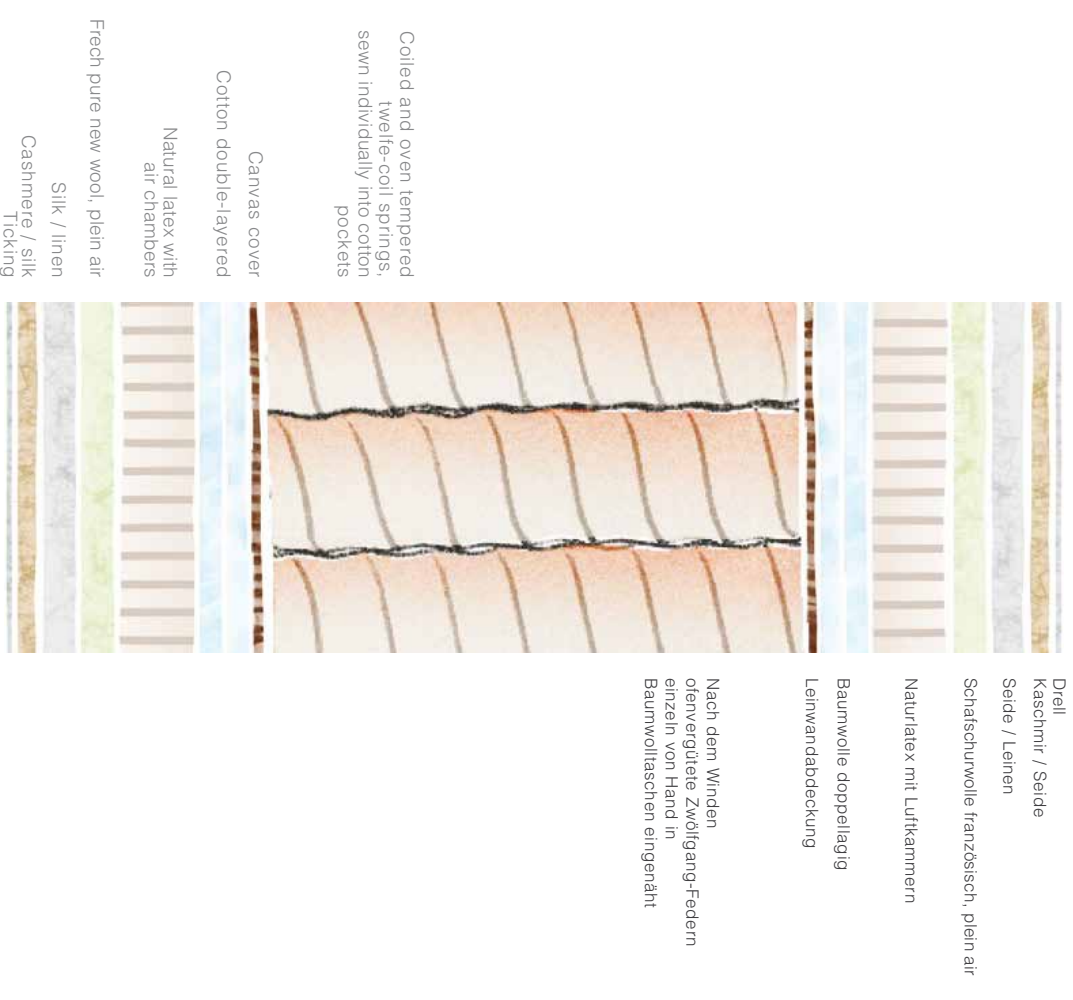 Drell
Kaschmir / Seide
Seide / Leinen
Schafschurwolle französisch, plein air
Naturlatex mit Luftkammern
Baumwolle doppellagig
Leinwandabdeckung
Nach dem Winden
ofenvergütete Zwölfgang-Federn
einzeln von Hand in
Baumwolltaschen eingenäht
Coiled and oven tempered
twelfe-coil springs,
sewn individually into cotton
pockets
Canvas cover
Cotton double-layered
Natural latex with
air chambers
Frech pure new wool, plein air
Silk / linen
Cashmere / silk
Ticking